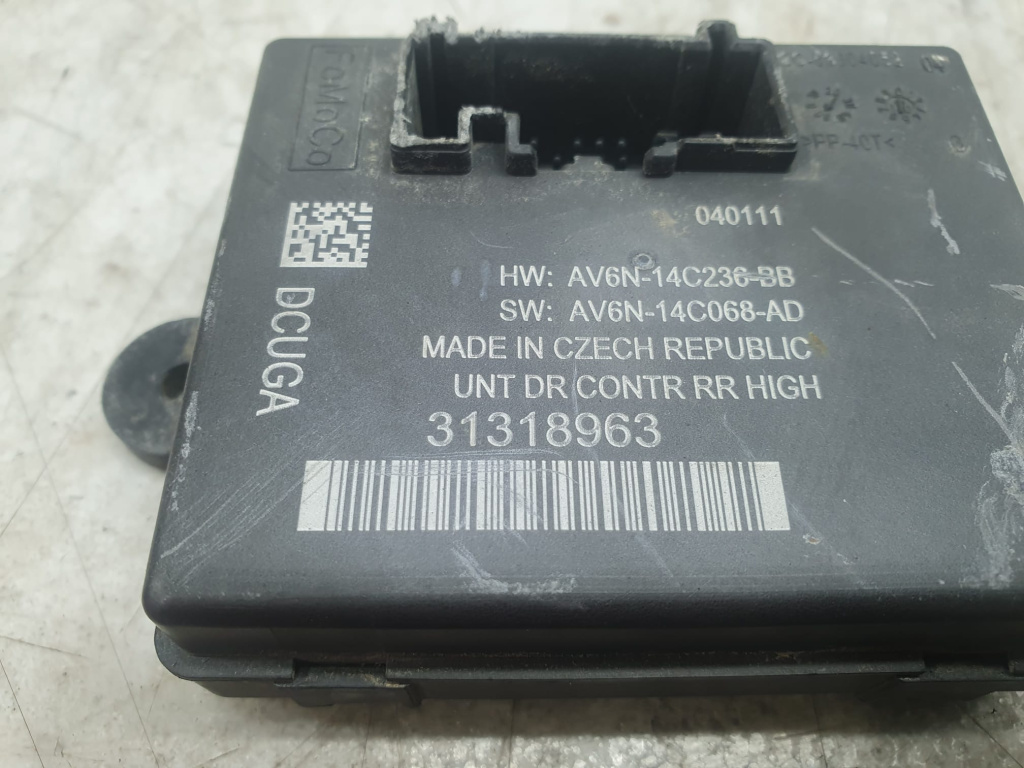 FoMoCo
040111
HW: AV6N-14C236-BB
SW: AV6N-14C068-AD
MADE IN CZECH REPUBLIC
UNT DR CONTR RR HIGH
31318963
DCUGA